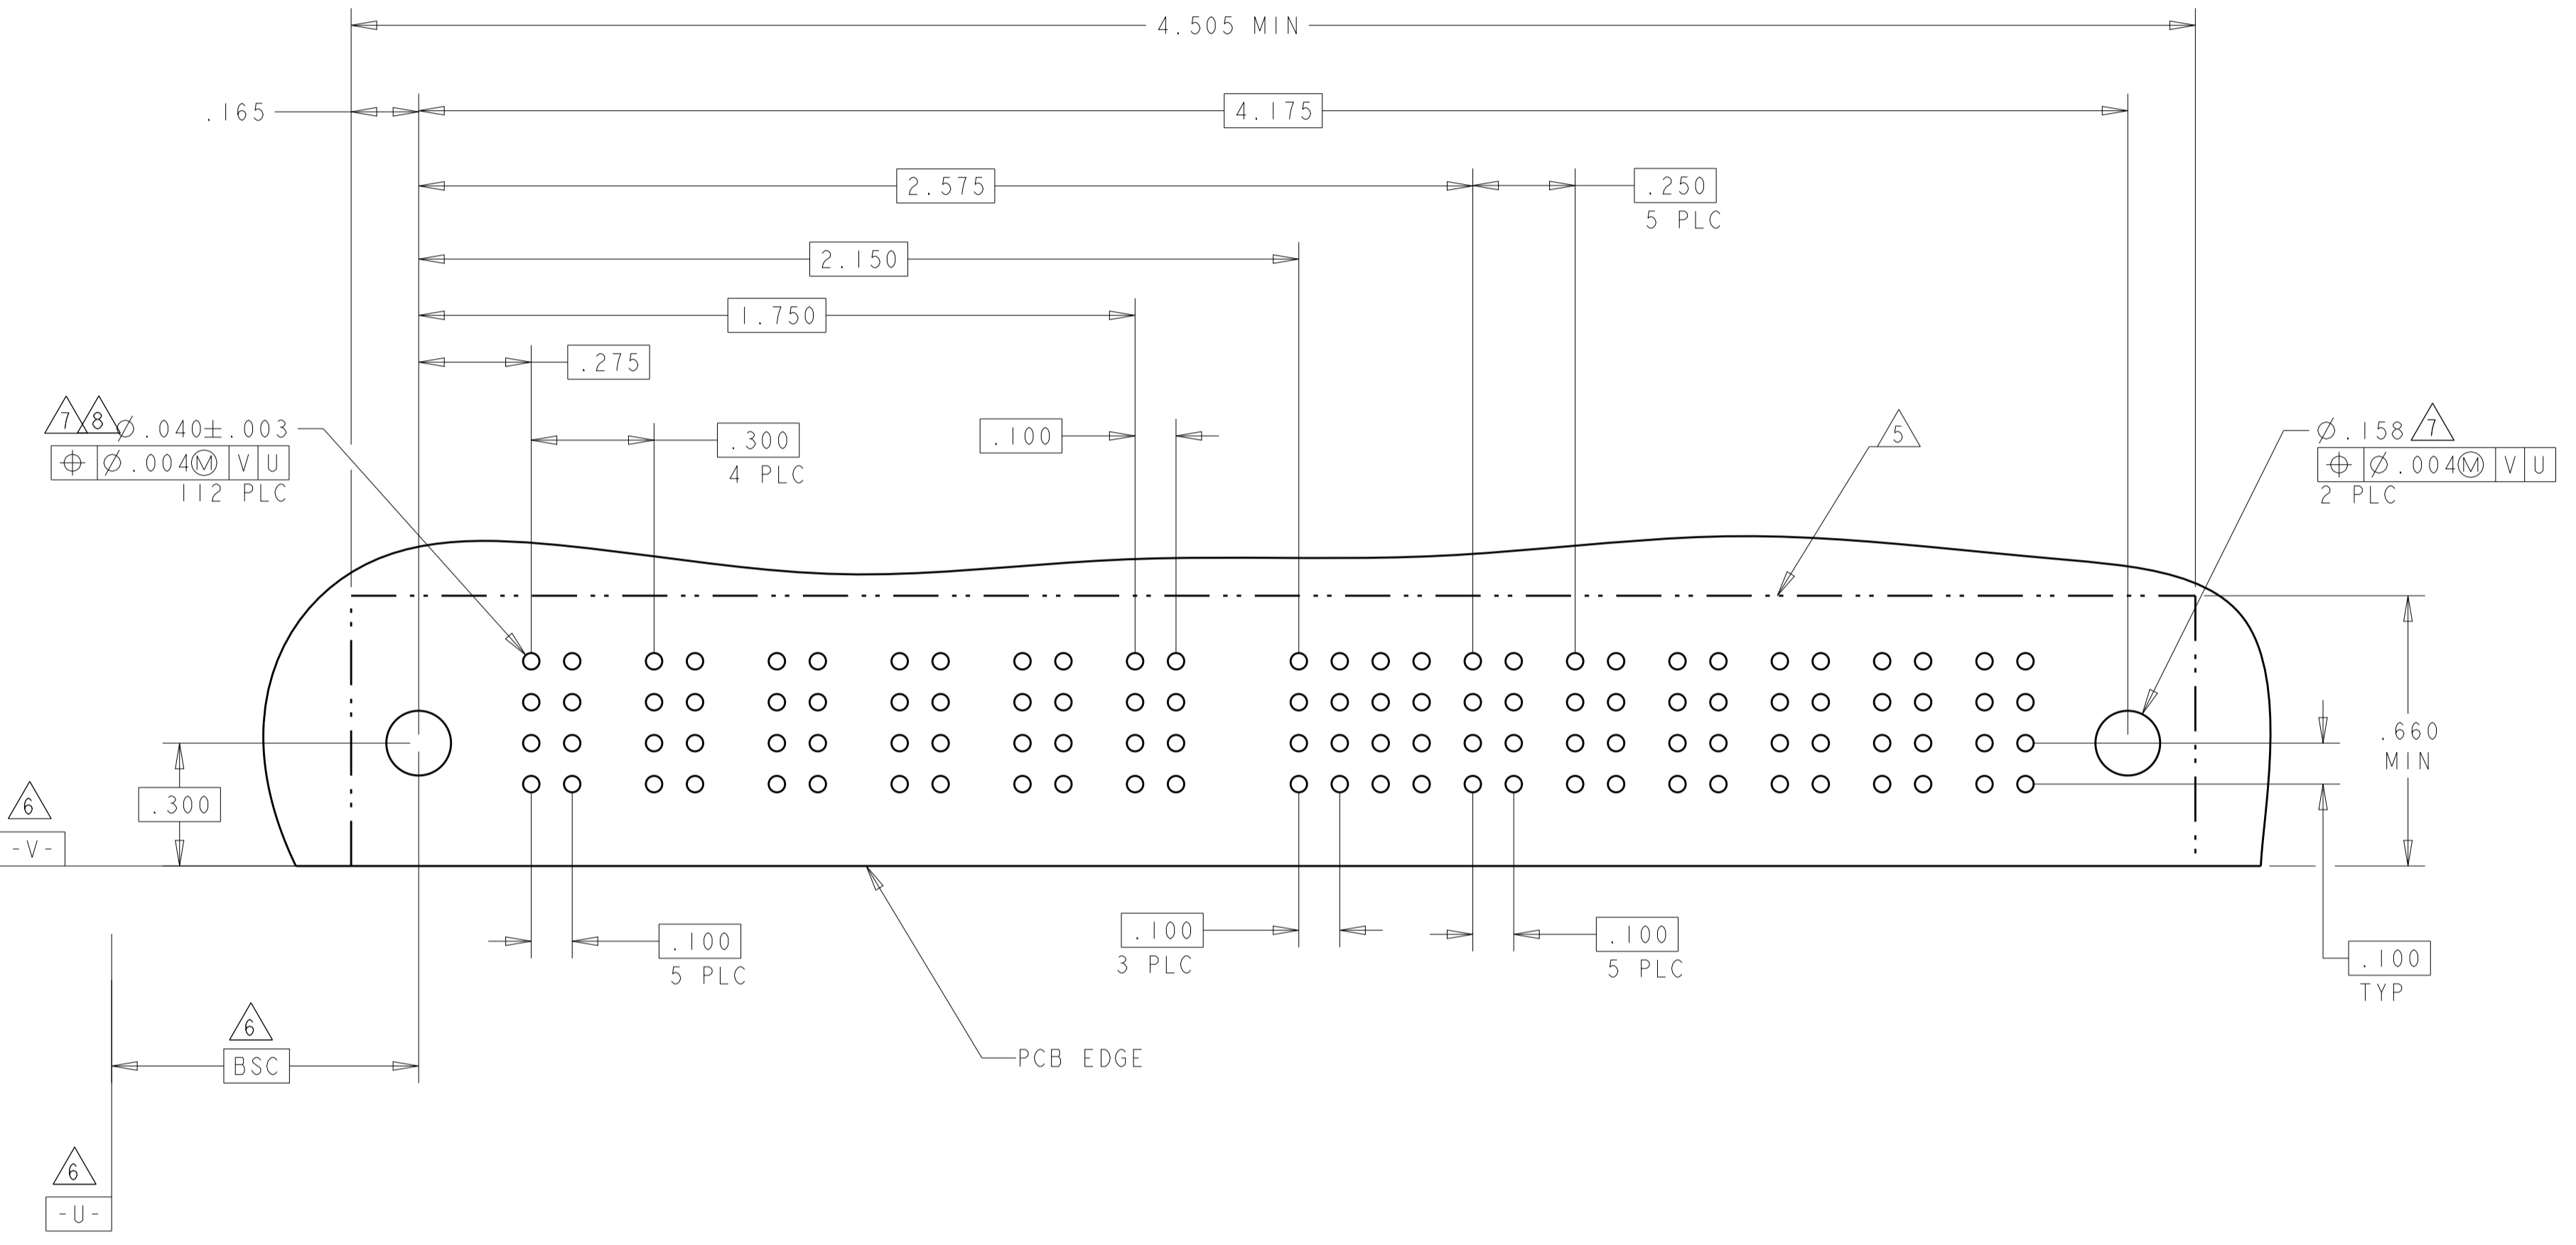 4.505 MIN
.165
4.175
2.575
.250
5 PLC
2.150
1.750
.275
7 8 Ø.040±.003
⌖ Ø.004Ⓜ V U
112 PLC
.300
4 PLC
.100
5
Ø.158 7
⌖ Ø.004Ⓜ V U
2 PLC
.660
MIN
6
-V-
.300
.100
5 PLC
.100
3 PLC
.100
5 PLC
.100
TYP
6
BSC
PCB EDGE
6
-U-